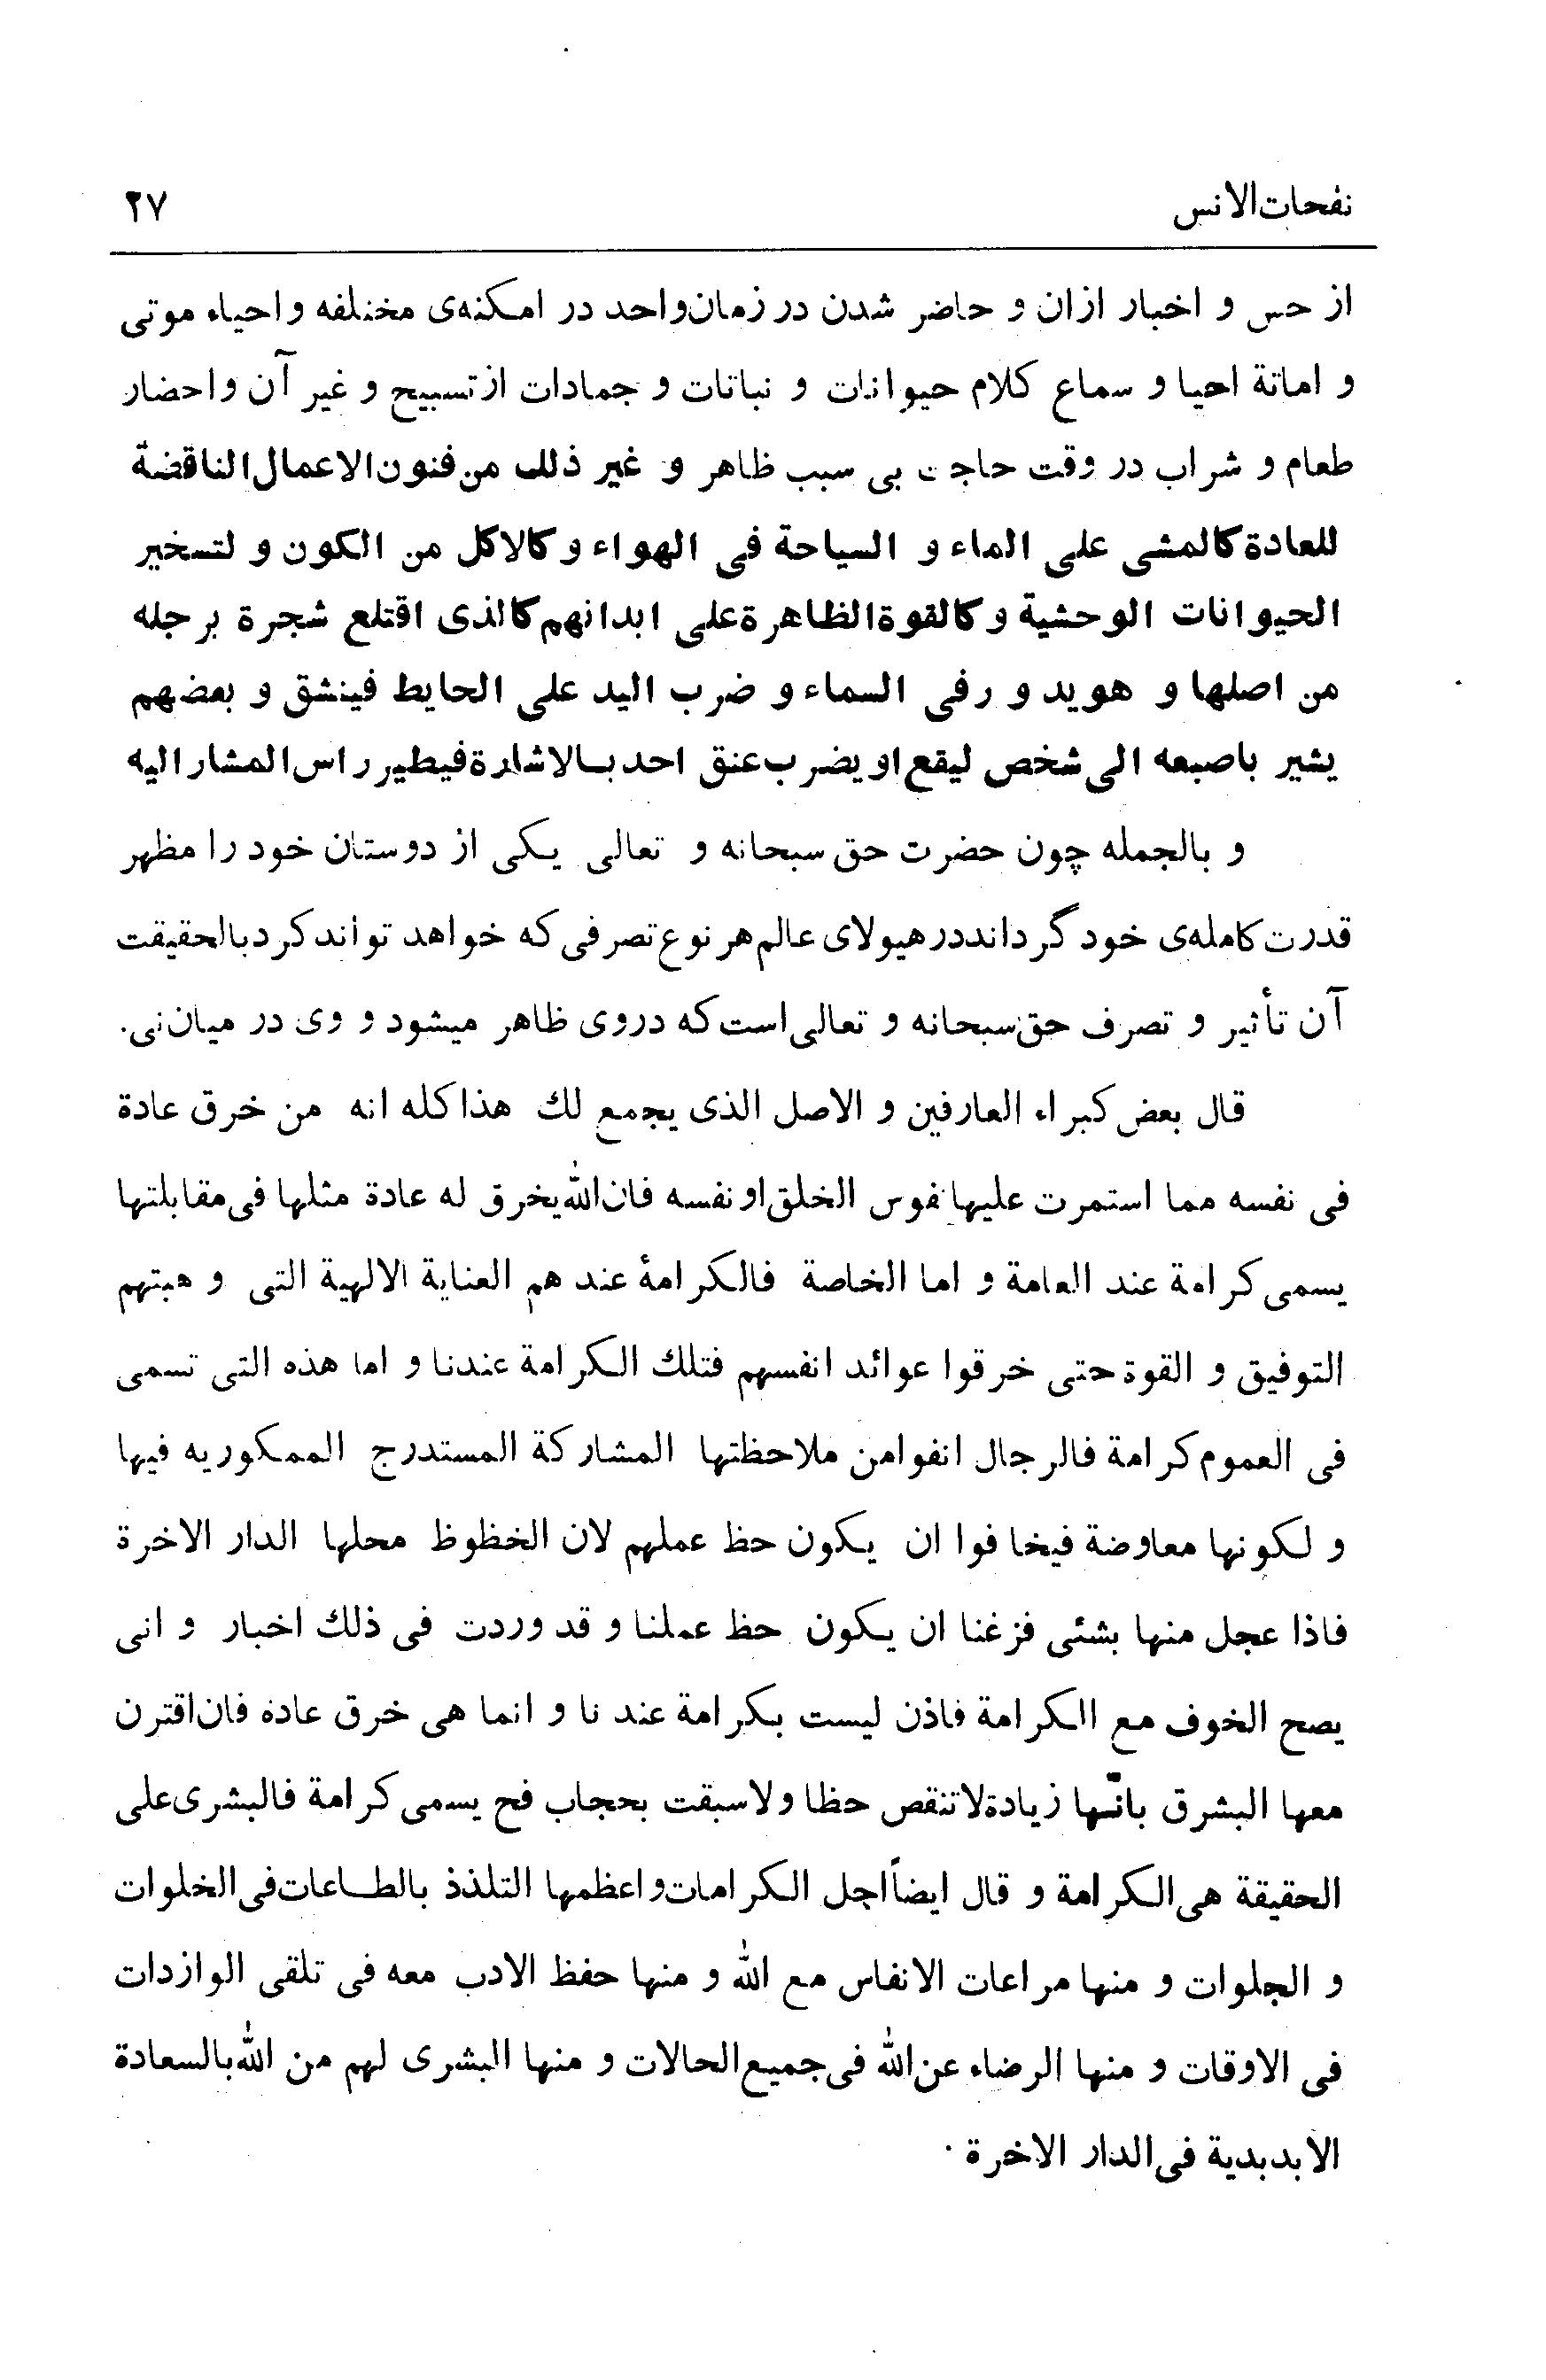 نفحات‌الانس ۲۷
از حس و اخبار ازان و حاضر شدن در زمان‌واحد در امکنه‌ی مختلفه و احیاء موتی
و اماتة احیا و سماع کلام حیوانات و نباتات و جمادات از تسبیح و غیر آن و احضار
طعام و شراب در وقت حاجت بی سبب ظاهر و غیر ذلک من فنون‌الاعمال‌الناقضة
للعادة کالمشی علی الماء و السیاحة فی الهواء و کالاکل من الکون و لتسخیر
الحیوانات الوحشیة و کالقوة‌الظاهرة علی ابدانهم کالذی اقتلع شجرة برجله
من اصلها و هو ید و رفی السماء و ضرب الید علی الحایط فینشق و بعضهم
یشیر باصبعه الی شخص لیقع او یضرب عنق احد بالاشارة فیطیر راس‌المشار الیه
و بالجمله چون حضرت حق سبحانه و تعالی یکی از دوستان خود را مظهر
قدرت کامله‌ی خود گرداند در هیولای عالم هر نوع تصرفی که خواهد تواند کرد بالحقیقت
آن تأثیر و تصرف حق سبحانه و تعالی است که دروی ظاهر میشود و وی در میان نی.
قال بعض کبراء العارفین و الاصل الذی یجمع لك هذا کله انه من خرق عادة
فی نفسه مما استمرت علیها نفوس الخلق او نفسه فان الله یخرق له عادة مثلها فی مقابلتها
یسمی کرامة عند العامة و اما الخاصة فالکرامة عند هم العنایة الالهیة التی و هبتهم
التوفیق و القوة حتی خرقوا عوائد انفسهم فتلك الکرامة عندنا و اما هذه التی تسمی
فی العموم کرامة فالرجال انفوا من ملاحظتها المشارکة المستدرج الممکوربه فیها
و لکونها معاوضة فیخافوا ان یکون حظ عملهم لان الخظوظ محلها الدار الاخرة
فاذا عجل منها بشئی فزغنا ان یکون حظ عملنا و قد وردت فی ذلك اخبار و انی
یصح الخوف مع الکرامة فاذن لیست بکرامة عند نا و انما هی خرق عادة فان اقترن
معها البشرق بانّها زیادة لاتنقص حظا و لاسبقت بحجاب فح یسمی کرامة فالبشری علی
الحقیقة هی الکرامة و قال ایضاً اجل الکرامات و اعظمها التلذذ بالطاعات فی الخلوات
و الجلوات و منها مراعات الانفاس مع الله و منها حفظ الادب معه فی تلقی الوازدات
فی الاوقات و منها الرضاء عن الله فی جمیع الحالات و منها البشری لهم من الله بالسعادة
الابدبدیة فی الدار الاخرة.